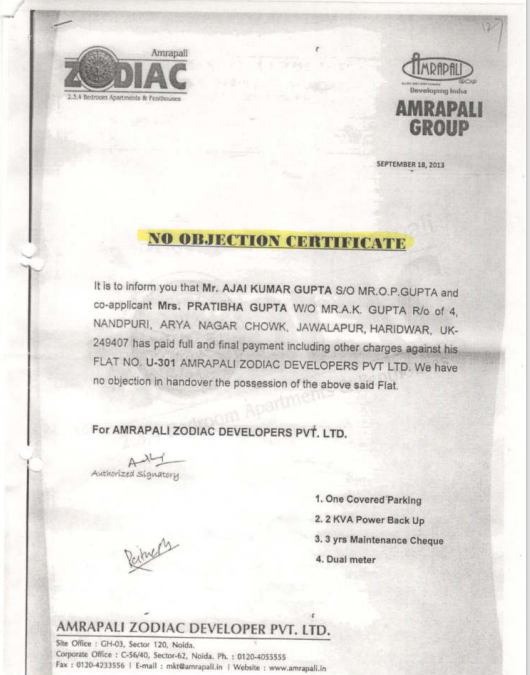 127
Amrapali
ZODIAC
2,3,4 Bedroom Apartments & Penthouses
AMRAPALI
GROUP
Developing India
AMRAPALI
GROUP
SEPTEMBER 18, 2013
NO OBJECTION CERTIFICATE
It is to inform you that Mr. AJAI KUMAR GUPTA S/O MR.O.P.GUPTA and
co-applicant Mrs. PRATIBHA GUPTA W/O MR.A.K. GUPTA R/o of 4,
NANDPURI, ARYA NAGAR CHOWK, JAWALAPUR, HARIDWAR, UK-
249407 has paid full and final payment including other charges against his
FLAT NO. U-301 AMRAPALI ZODIAC DEVELOPERS PVT LTD. We have
no objection in handover the possession of the above said Flat.
For AMRAPALI ZODIAC DEVELOPERS PVT. LTD.
Authorized Signatory
1. One Covered Parking
2. 2 KVA Power Back Up
3. 3 yrs Maintenance Cheque
4. Dual meter
AMRAPALI ZODIAC DEVELOPER PVT. LTD.
Site Office : GH-03, Sector 120, Noida.
Corporate Office : C-56/40, Sector-62, Noida. Ph. : 0120-4055555
Fax : 0120-4233556 | E-mail : mkt@amrapali.in | Website : www.amrapali.in